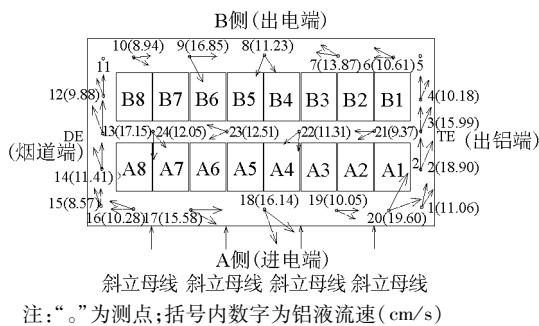 B侧(出电端)
10(8.94) 9(16.85) 8(11.23)
7(13.87) 6(10.61) 5
11
12(9.88) B8 B7 B6 B5 B4 B3 B2 B1 4(10.18)
3(15.99)
DE 13(17.15) 24(12.05) 23(12.51) 22(11.31) 21(9.37) TE
(烟道端) (出铝端)
14(11.41) A8 A7 A6 A5 A4 A3 A2 A1 2 2(18.90)
15(8.57) 18(16.14) 19(10.05) 1(11.06)
16(10.28) 17(15.58) 20(19.60)
A侧(进电端)
斜立母线 斜立母线 斜立母线 斜立母线
注:“。”为测点;括号内数字为铝液流速(cm/s)